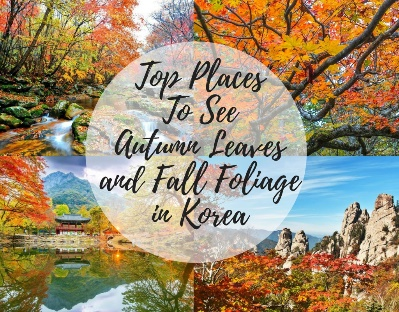 Top Places
To See
Autumn Leaves
and Fall Foliage
in Korea